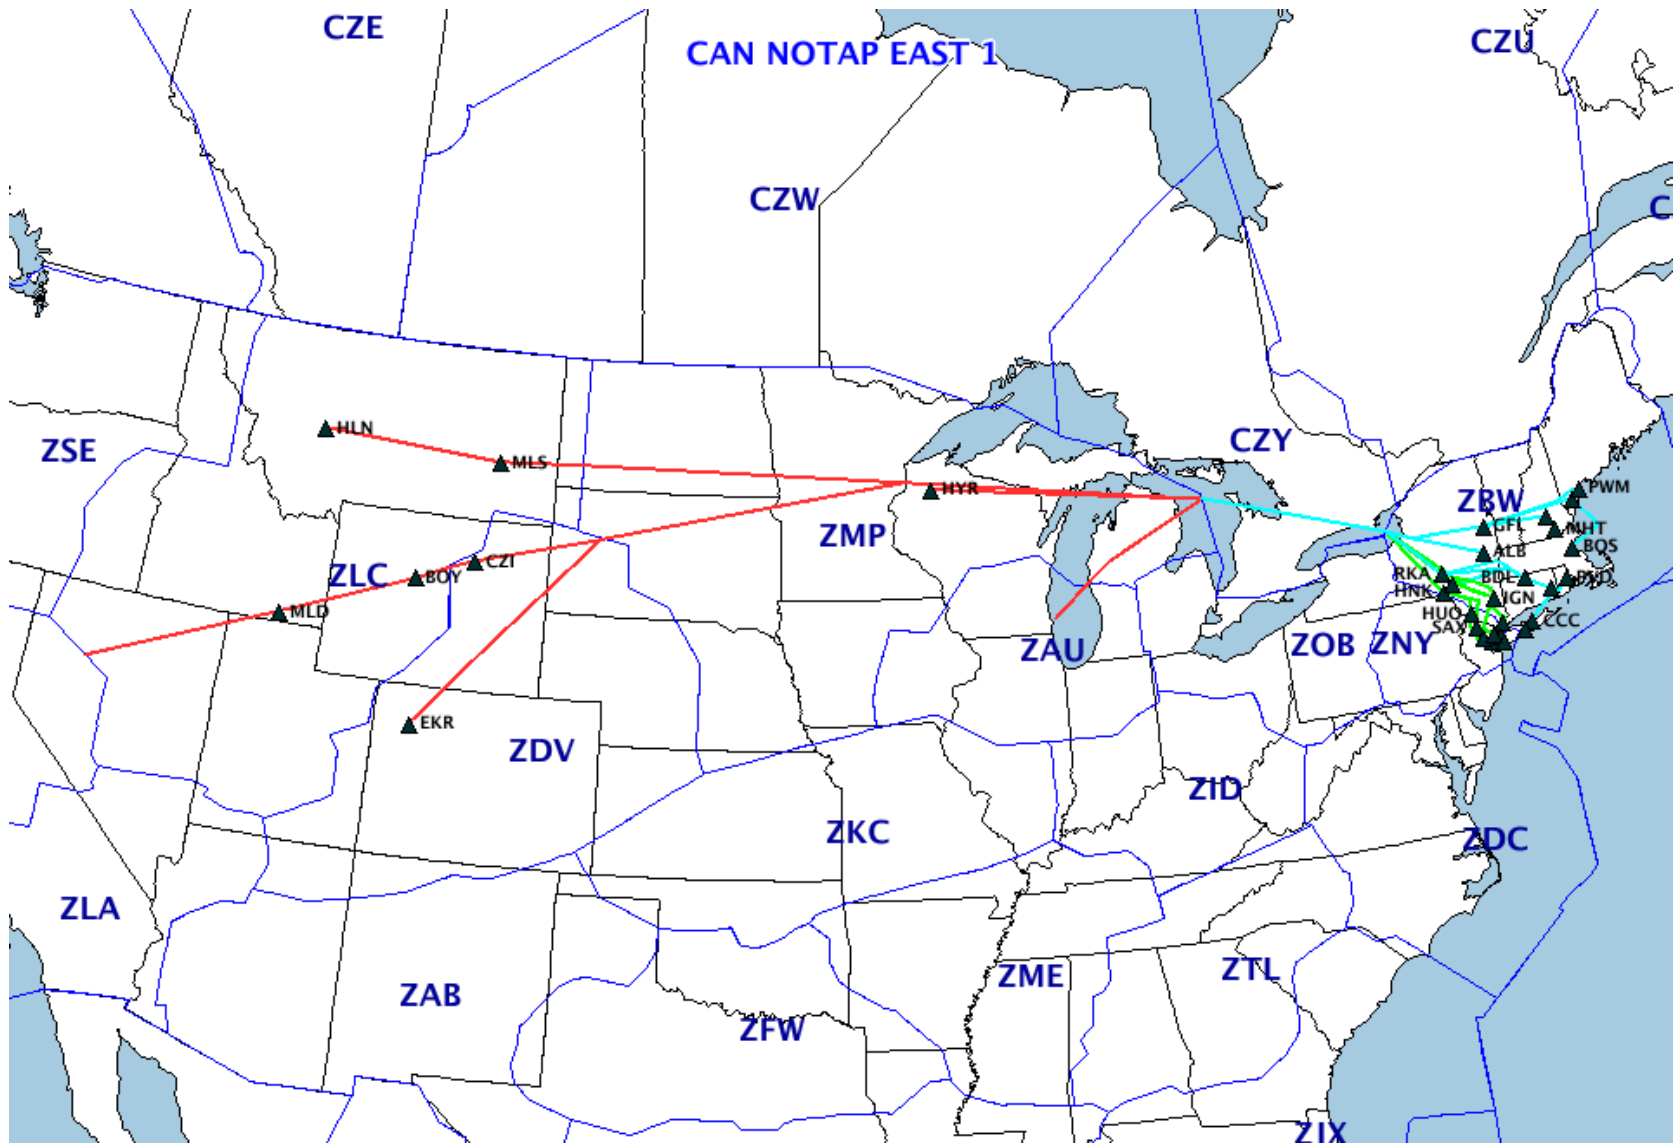 CZE
CAN NOTAP EAST 1
CZU
CZW
C
HLN
CZY
ZSE
MLS
HYR
PWM
ZBW
GFL
MHT
ZMP
ALB
BOS
CZI
ZLC
BOY
RKA
BDL
PVD
HNK
IGN
MLD
HUO
SAX
CCC
ZAU
ZOB
ZNY
EKR
ZDV
ZID
ZKC
ZDC
ZLA
ZTL
ZME
ZAB
ZFW
ZJX